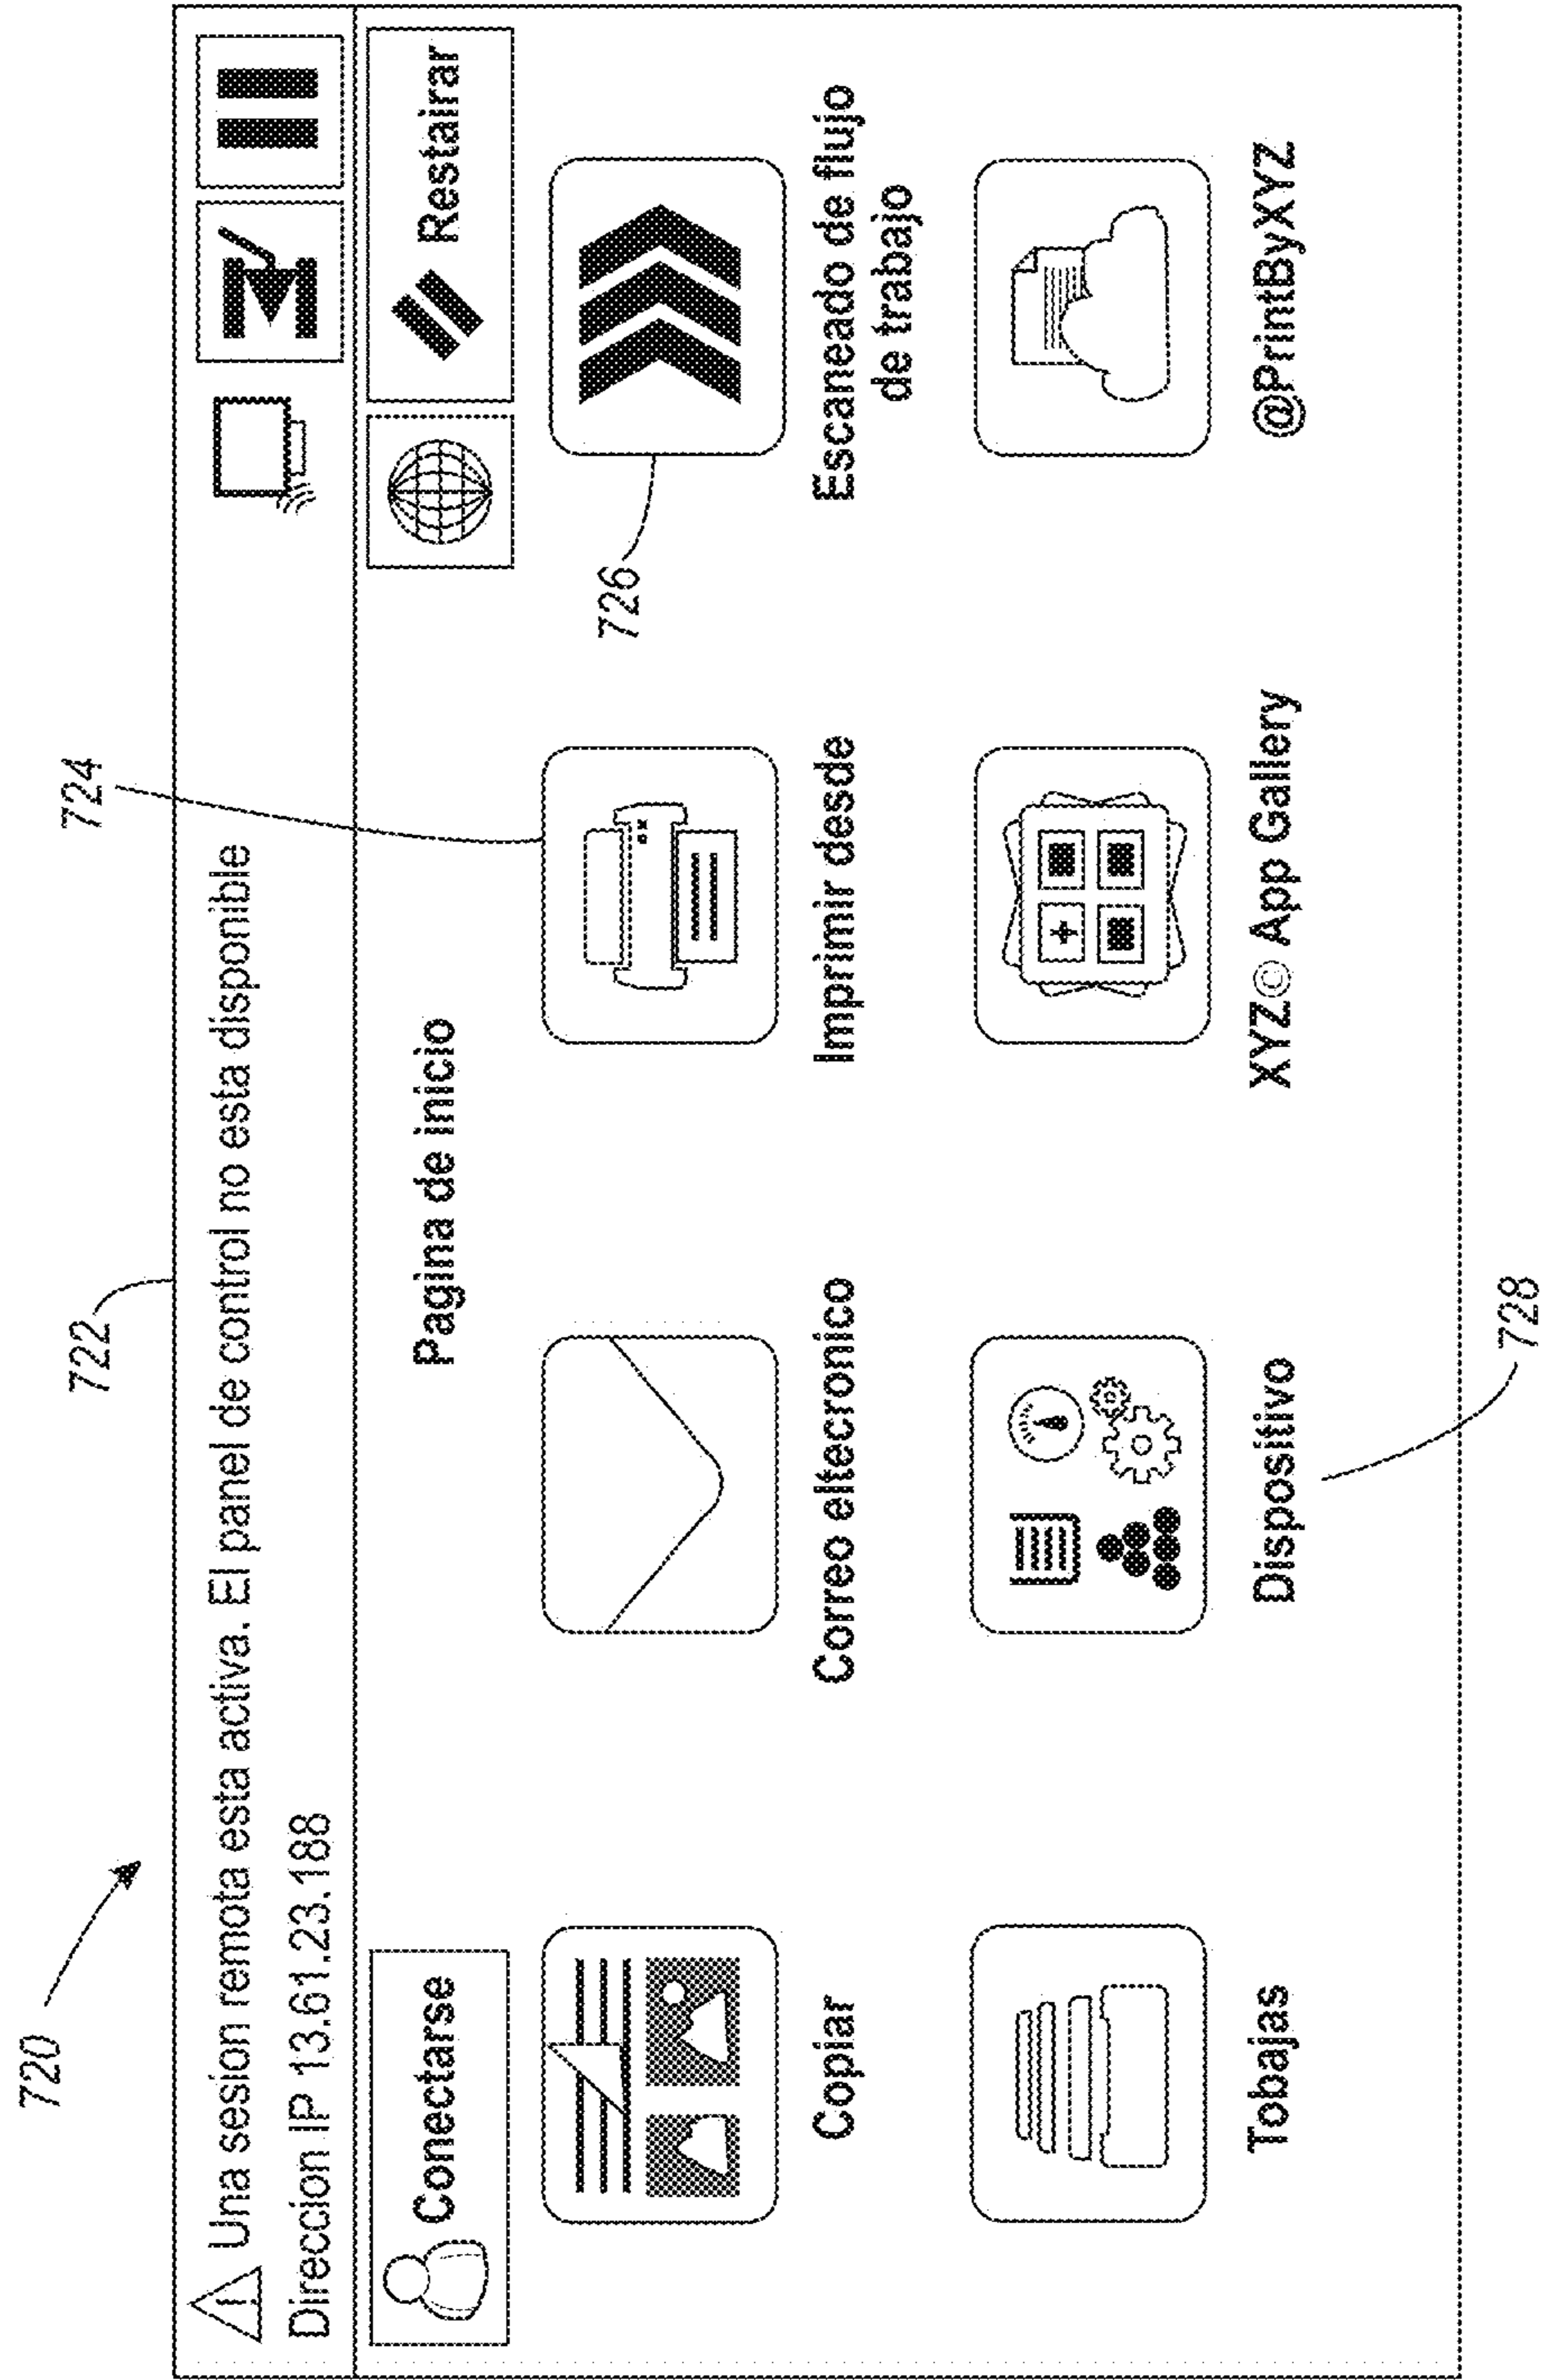 720
722
724
Una sesion remota esta activa. El panel de control no esta disponible
Direccion IP 13.61.23.188
Conectarse
Pagina de inicio
Restairar
726
Copiar
Correo eltecronico
Imprimir desde
Escaneado de flujo
de trabajo
Tobajas
Dispositivo
XYZ© App Gallery
@PrintByXYZ
728